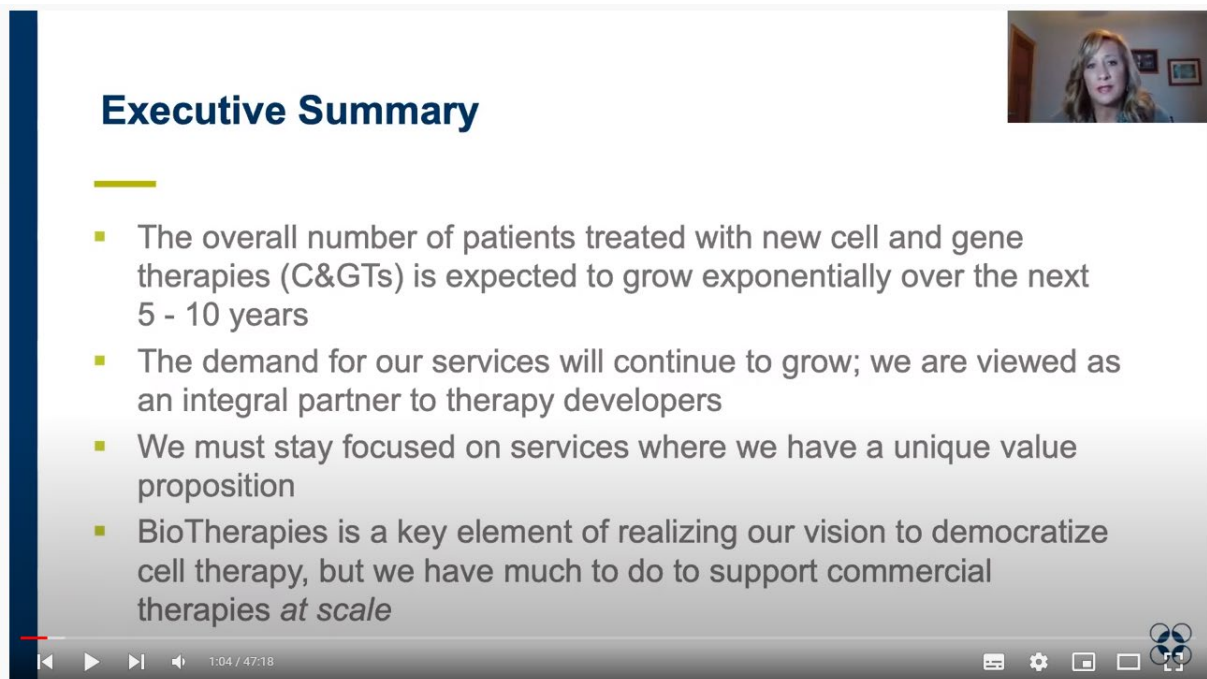 Executive Summary
The overall number of patients treated with new cell and gene
therapies (C&GTs) is expected to grow exponentially over the next
5 - 10 years
The demand for our services will continue to grow; we are viewed as
an integral partner to therapy developers
We must stay focused on services where we have a unique value
proposition
BioTherapies is a key element of realizing our vision to democratize
cell therapy, but we have much to do to support commercial
therapies at scale
1:04 / 47:18